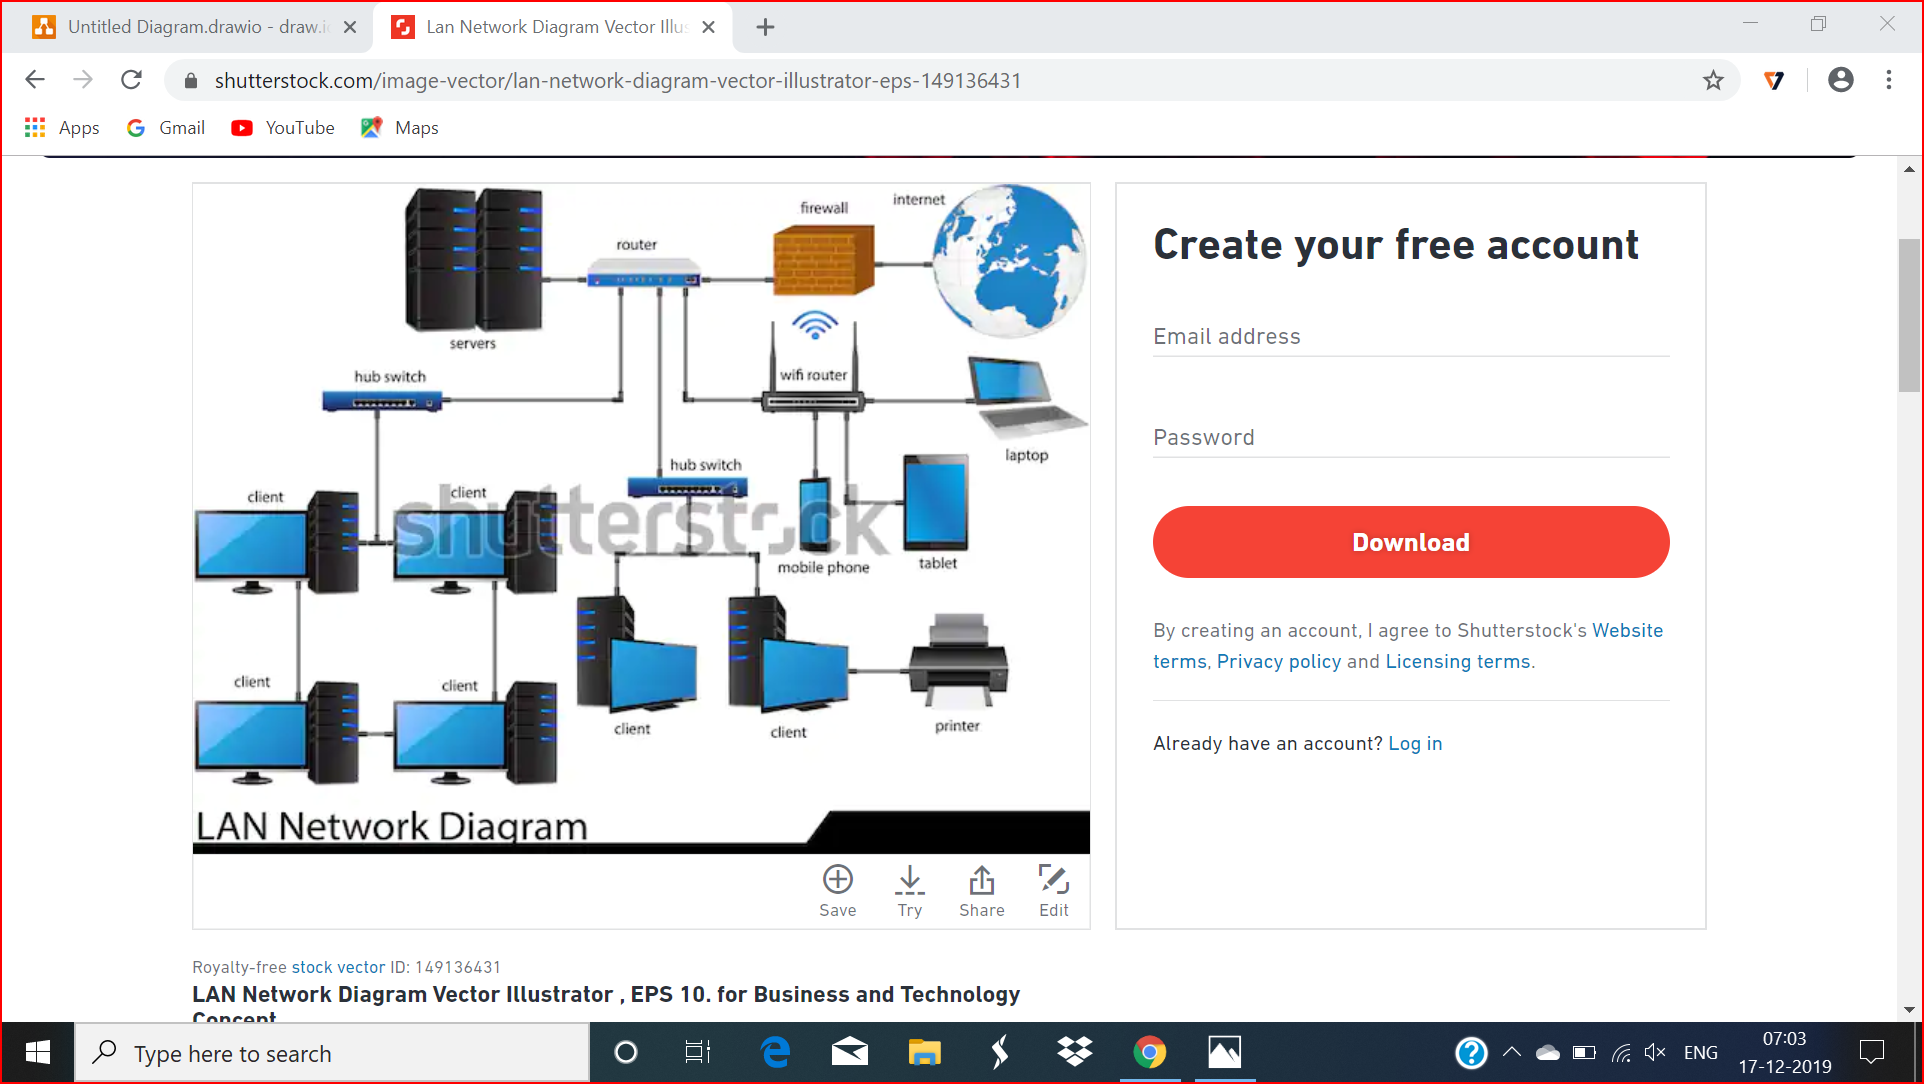 Untitled Diagram.drawio - draw.i
Lan Network Diagram Vector Illus
shutterstock.com/image-vector/lan-network-diagram-vector-illustrator-eps-149136431
Apps
Gmail
YouTube
Maps
internet
firewall
router
servers
hub switch
wifi router
laptop
hub switch
client
client
mobile phone
tablet
client
client
client
client
printer
shutterstock
LAN Network Diagram
Save
Try
Share
Edit
Create your free account
Email address
Password
Download
By creating an account, I agree to Shutterstock's Website
terms, Privacy policy and Licensing terms.
Already have an account? Log in
Royalty-free stock vector ID: 149136431
LAN Network Diagram Vector Illustrator , EPS 10. for Business and Technology
Concept
Type here to search
ENG
07:03
17-12-2019